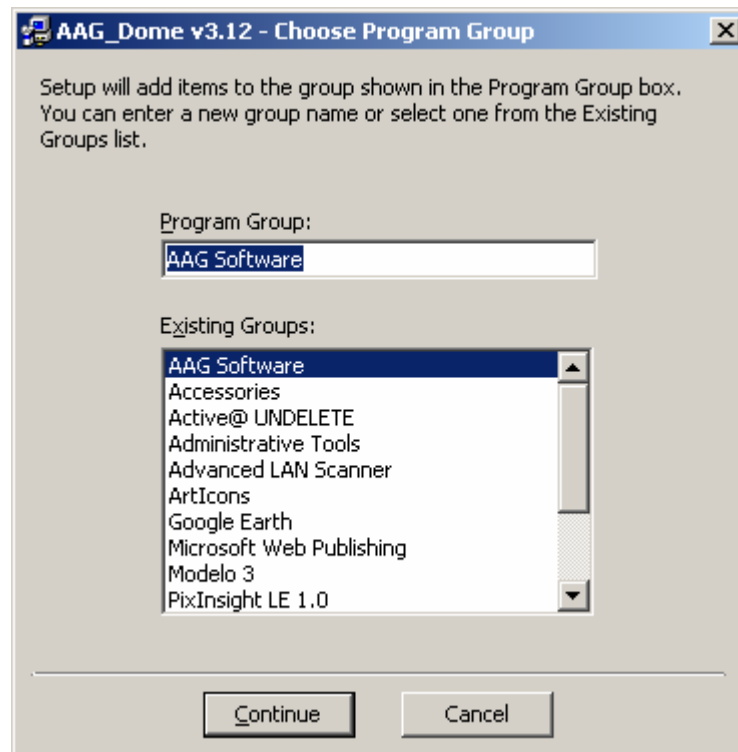 AAG_Dome v3.12 - Choose Program Group
Setup will add items to the group shown in the Program Group box.
You can enter a new group name or select one from the Existing
Groups list.
Program Group:
AAG Software
Existing Groups:
AAG Software
Accessories
Active@ UNDELETE
Administrative Tools
Advanced LAN Scanner
ArtIcons
Google Earth
Microsoft Web Publishing
Modelo 3
PixInsight LE 1.0
Continue
Cancel